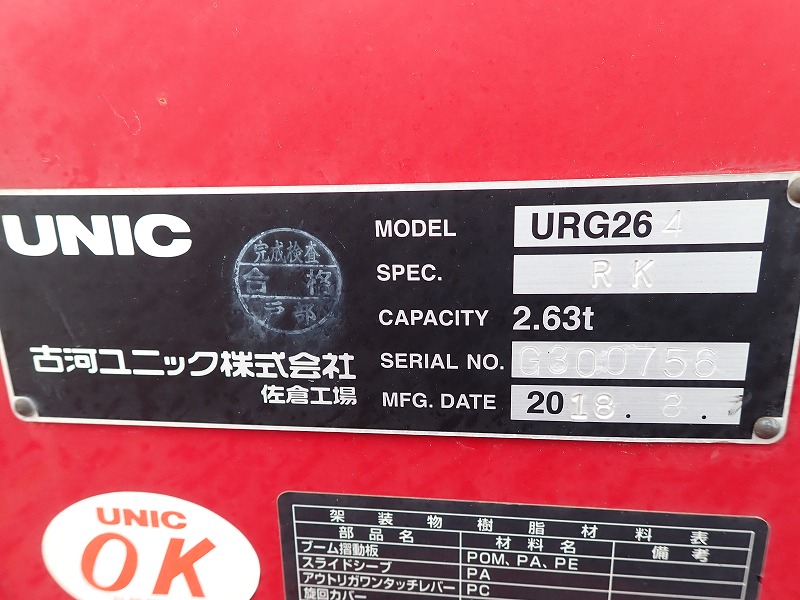 UNIC
完成検査
合格
戸部
古河ユニック株式会社
佐倉工場
MODEL URG264
SPEC. RK
CAPACITY 2.63t
SERIAL NO. G300756
MFG. DATE 2018. 8.
UNIC
OK
架装物樹脂材料表
部品名 材料名 備考
ブーム摺動板 POM、PA、PE
スライドシーブ PA
アウトリガワンタッチレバー PC
旋回カバー